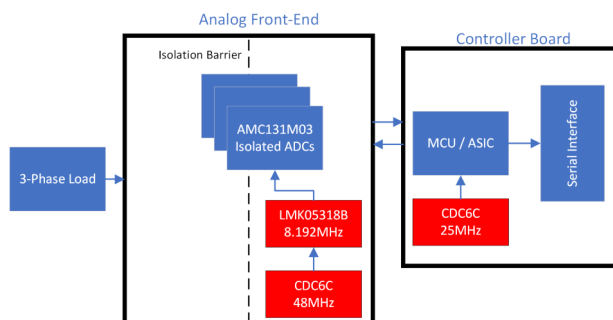 Analog Front-End
Controller Board
Isolation Barrier
AMC131M03
Isolated ADCs
MCU / ASIC
Serial Interface
3-Phase Load
LMK05318B
8.192MHz
CDC6C
25MHz
CDC6C
48MHz